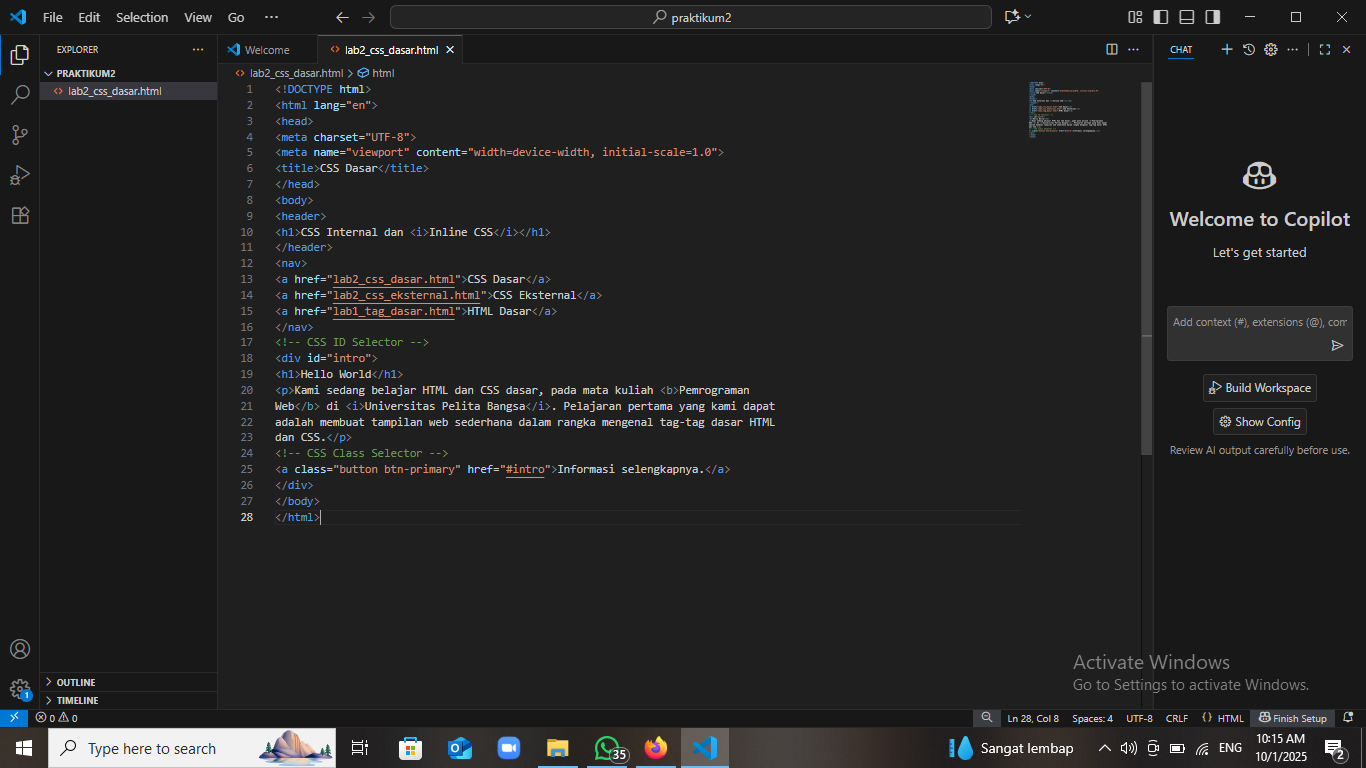 File Edit Selection View Go ··· praktikum2
EXPLORER ···
PRAKTIKUM2
lab2_css_dasar.html
Welcome
lab2_css_dasar.html
lab2_css_dasar.html > html
1 <!DOCTYPE html>
2 <html lang="en">
3 <head>
4 <meta charset="UTF-8">
5 <meta name="viewport" content="width=device-width, initial-scale=1.0">
6 <title>CSS Dasar</title>
7 </head>
8 <body>
9 <header>
10 <h1>CSS Internal dan <i>Inline CSS</i></h1>
11 </header>
12 <nav>
13 <a href="lab2_css_dasar.html">CSS Dasar</a>
14 <a href="lab2_css_eksternal.html">CSS Eksternal</a>
15 <a href="lab1_tag_dasar.html">HTML Dasar</a>
16 </nav>
17 <!-- CSS ID Selector -->
18 <div id="intro">
19 <h1>Hello World</h1>
20 <p>Kami sedang belajar HTML dan CSS dasar, pada mata kuliah <b>Pemrograman
21 Web</b> di <i>Universitas Pelita Bangsa</i>. Pelajaran pertama yang kami dapat
22 adalah membuat tampilan web sederhana dalam rangka mengenal tag-tag dasar HTML
23 dan CSS.</p>
24 <!-- CSS Class Selector -->
25 <a class="button btn-primary" href="#intro">Informasi selengkapnya.</a>
26 </div>
27 </body>
28 </html>
CHAT
Welcome to Copilot
Let's get started
Add context (#), extensions (@), com
Build Workspace
Show Config
Review AI output carefully before use.
OUTLINE
TIMELINE
1
Activate Windows
Go to Settings to activate Windows.
0 0
Ln 28, Col 8 Spaces: 4 UTF-8 CRLF {} HTML Finish Setup
Type here to search
35
Sangat lembap
ENG
10:15 AM
10/1/2025
2